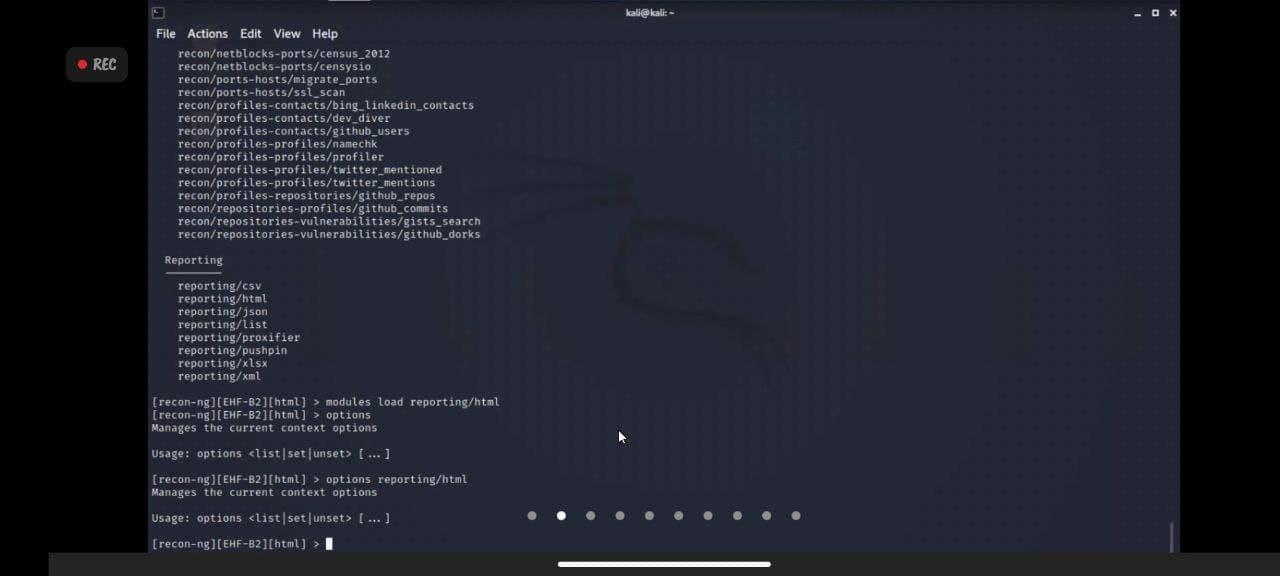 kali@kali: ~
File Actions Edit View Help
REC
recon/netblocks-ports/census_2012
recon/netblocks-ports/censysio
recon/ports-hosts/migrate_ports
recon/ports-hosts/ssl_scan
recon/profiles-contacts/bing_linkedin_contacts
recon/profiles-contacts/dev_diver
recon/profiles-contacts/github_users
recon/profiles-profiles/namechk
recon/profiles-profiles/profiler
recon/profiles-profiles/twitter_mentioned
recon/profiles-profiles/twitter_mentions
recon/profiles-repositories/github_repos
recon/repositories-profiles/github_commits
recon/repositories-vulnerabilities/gists_search
recon/repositories-vulnerabilities/github_dorks
Reporting
reporting/csv
reporting/html
reporting/json
reporting/list
reporting/proxifier
reporting/pushpin
reporting/xlsx
reporting/xml
[recon-ng][EHF-B2][html] > modules load reporting/html
[recon-ng][EHF-B2][html] > options
Manages the current context options
Usage: options <list|set|unset> [...]
[recon-ng][EHF-B2][html] > options reporting/html
Manages the current context options
Usage: options <list|set|unset> [...]
[recon-ng][EHF-B2][html] >